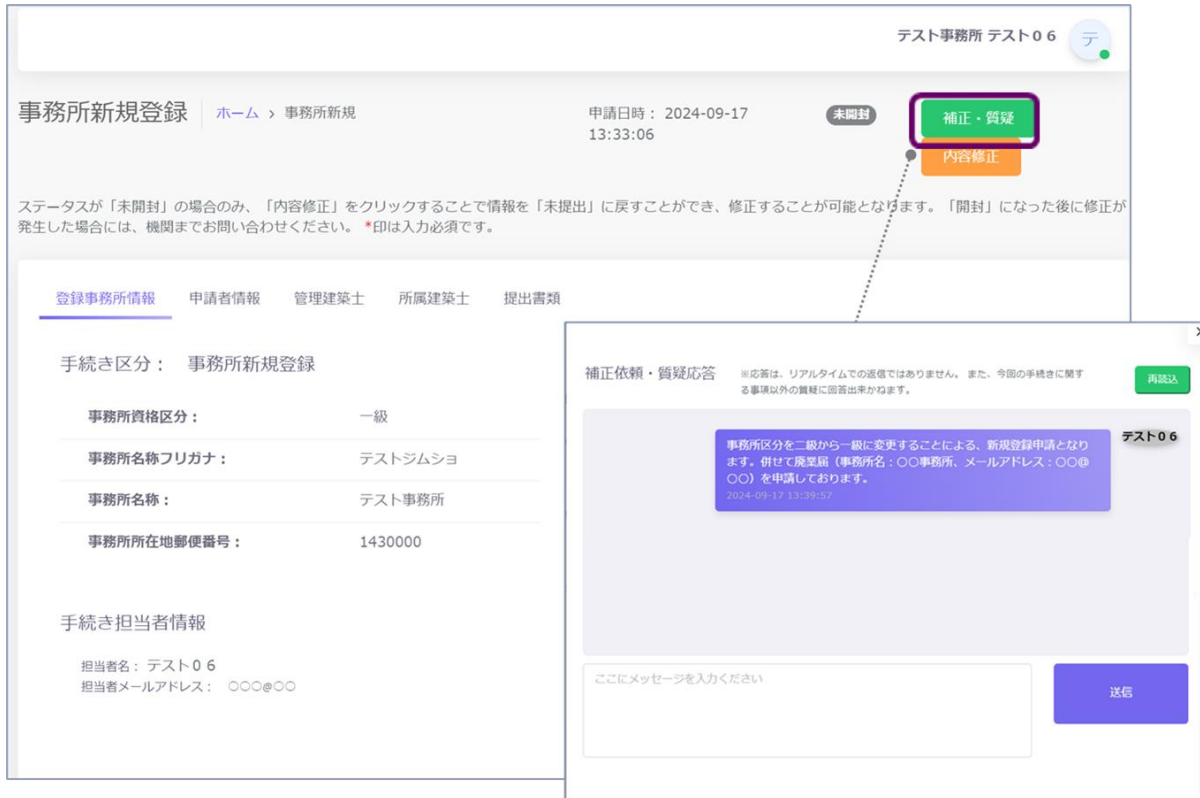 テスト事務所 テスト０６
テ
事務所新規登録
ホーム › 事務所新規
申請日時： 2024-09-17
13:33:06
未開封
補正・質疑
内容修正
ステータスが「未開封」の場合のみ、「内容修正」をクリックすることで情報を「未提出」に戻すことができ、修正することが可能となります。「開封」になった後に修正が
発生した場合には、機関までお問い合わせください。 *印は入力必須です。
登録事務所情報 申請者情報 管理建築士 所属建築士 提出書類
手続き区分： 事務所新規登録
事務所資格区分： 一級
事務所名称フリガナ： テストジムショ
事務所名称： テスト事務所
事務所所在地郵便番号： 1430000
手続き担当者情報
担当者名： テスト０６
担当者メールアドレス： ○○○@○○
補正依頼・質疑応答
※応答は、リアルタイムでの返信ではありません。 また、今回の手続きに関す
る事項以外の質疑に回答出来かねます。
再読込
テスト０６
事務所区分を二級から一級に変更することによる、新規登録申請となり
ます。併せて廃業届（事務所名：○○事務所、メールアドレス：○○@
○○）を申請しております。
2024-09-17 13:39:57
ここにメッセージを入力ください
送信